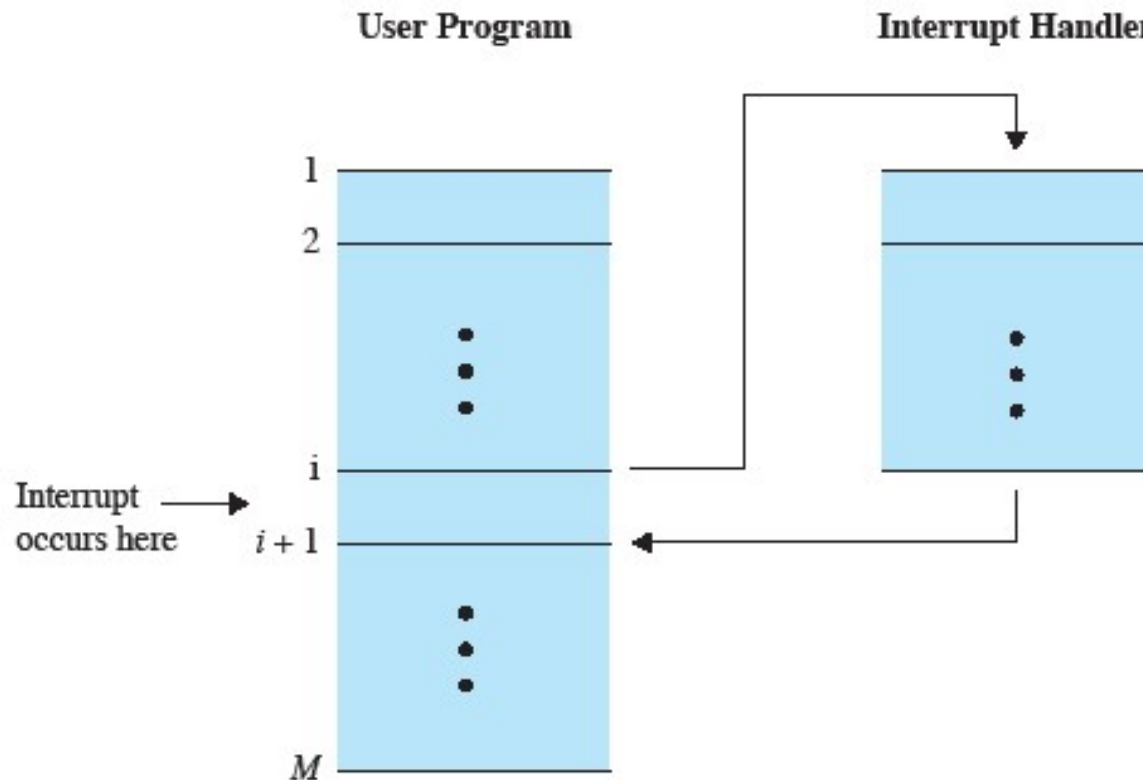 User Program
Interrupt Handler
1
2
i
Interrupt
occurs here
i + 1
M